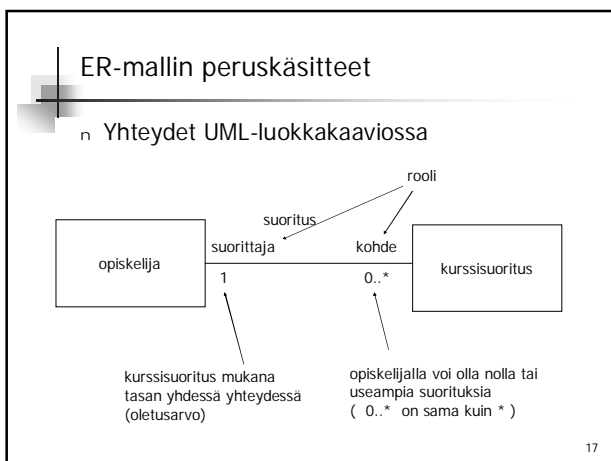 ER-mallin peruskäsitteet
n Yhteydet UML-luokkakaaviossa
rooli
suoritus
suorittaja
kohde
opiskelija
kurssisuoritus
1
0..*
kurssisuoritus mukana
tasan yhdessä yhteydessä
(oletusarvo)
opiskelijalla voi olla nolla tai
useampia suorituksia
( 0..* on sama kuin * )
17